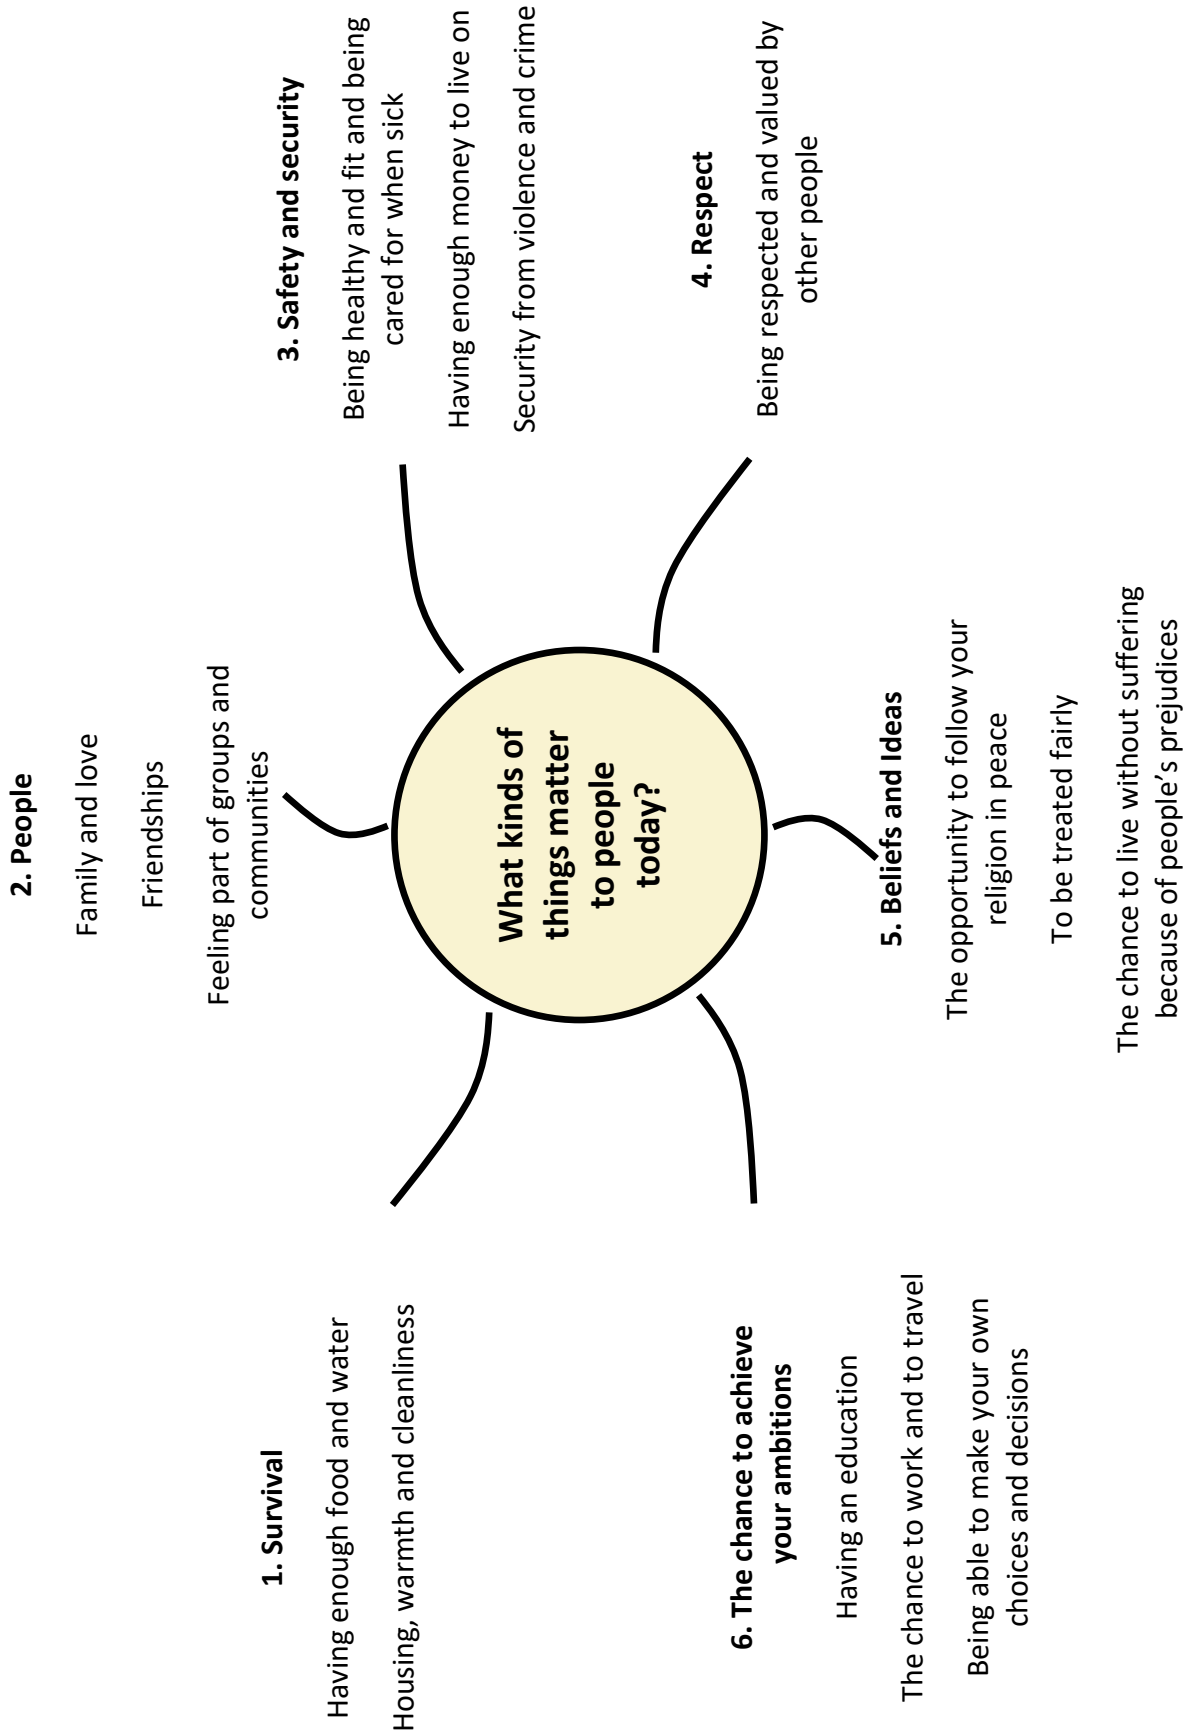 What kinds of
things matter
to people
today?
1. Survival
Having enough food and water
Housing, warmth and cleanliness
2. People
Family and love
Friendships
Feeling part of groups and
communities
3. Safety and security
Being healthy and fit and being
cared for when sick
Having enough money to live on
Security from violence and crime
4. Respect
Being respected and valued by
other people
5. Beliefs and Ideas
The opportunity to follow your
religion in peace
To be treated fairly
The chance to live without suffering
because of people’s prejudices
6. The chance to achieve
your ambitions
Having an education
The chance to work and to travel
Being able to make your own
choices and decisions